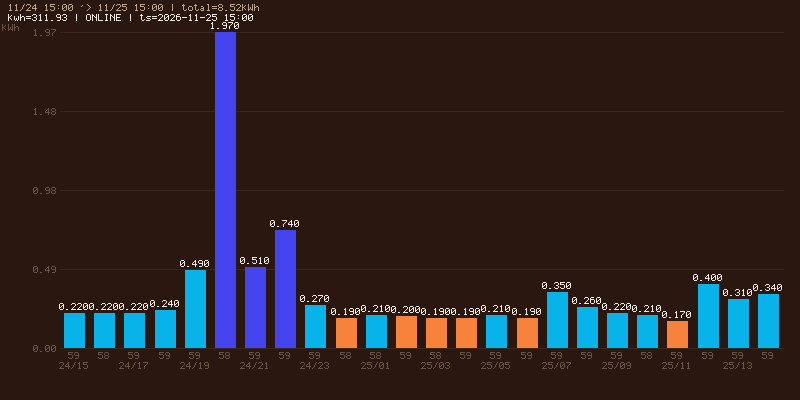 11/24 15:00 -> 11/25 15:00 | total=8.52KWh
Kwh=311.93 | ONLINE | ts=2026-11-25 15:00
KWh
1.97
1.48
0.98
0.49
0.00
0.220 0.220 0.220 0.240 0.490 1.970 0.510 0.740 0.270 0.190 0.210 0.200 0.190 0.190 0.210 0.190 0.350 0.260 0.220 0.210 0.170 0.400 0.310 0.340
59 58 59 59 59 58 59 59 59 58 58 59 58 59 59 59 59 59 59 58 59 59 59 59
24/15 24/17 24/19 24/21 24/23 25/01 25/03 25/05 25/07 25/09 25/11 25/13